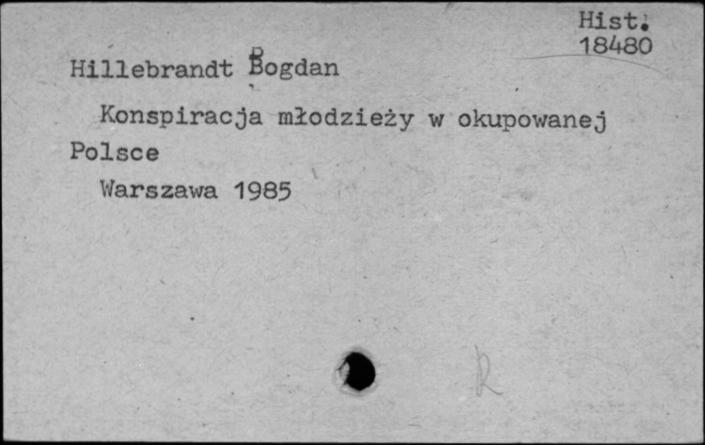 Hist.
18480
Hillebrandt Bogdan
Konspiracja młodzieży w okupowanej
Polsce
Warszawa 1985
R